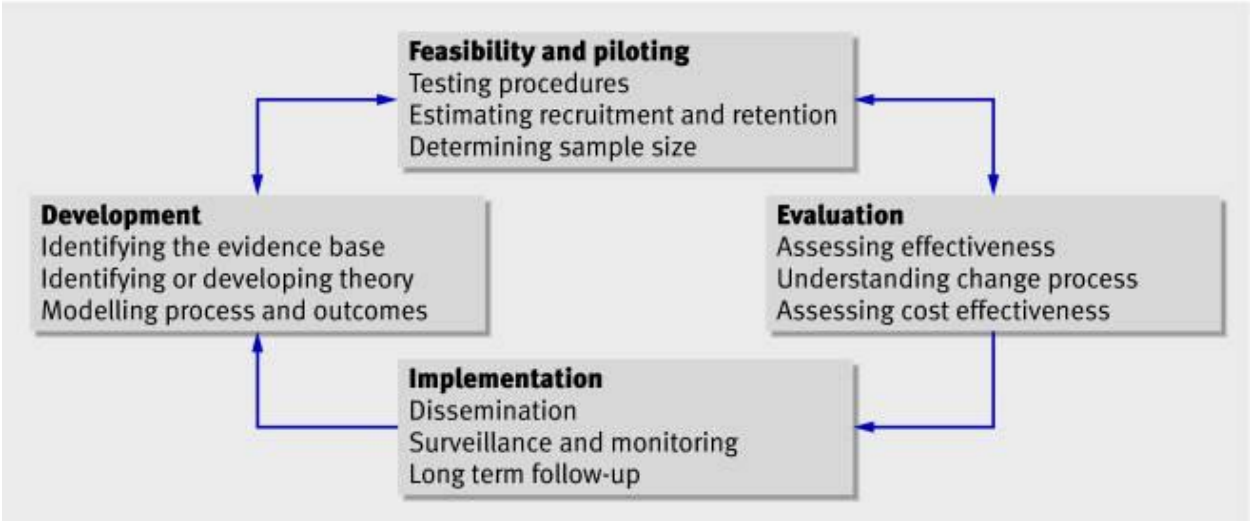 Feasibility and piloting
Testing procedures
Estimating recruitment and retention
Determining sample size
Development
Identifying the evidence base
Identifying or developing theory
Modelling process and outcomes
Evaluation
Assessing effectiveness
Understanding change process
Assessing cost effectiveness
Implementation
Dissemination
Surveillance and monitoring
Long term follow-up